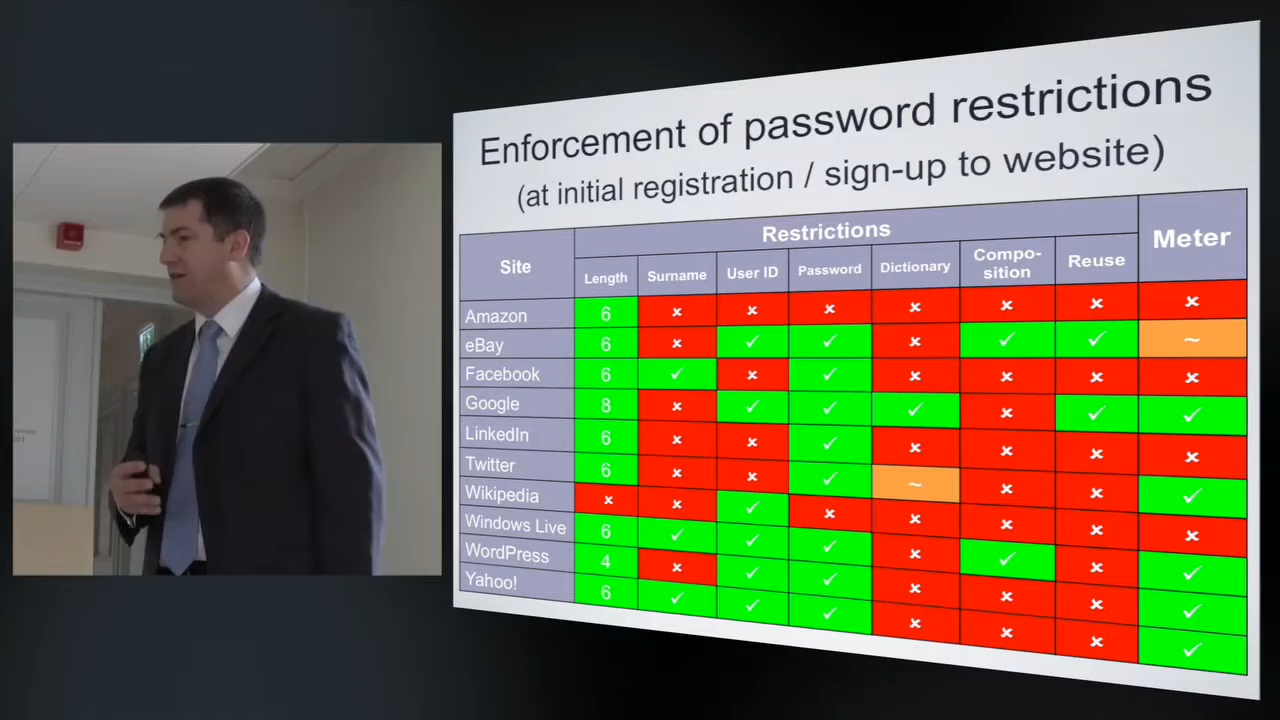 Enforcement of password restrictions
(at initial registration / sign-up to website)
Site Restrictions Meter
Length Surname User ID Password Dictionary Compo-sition Reuse
Amazon 6 × × × × × × ×
eBay 6 × ✓ ✓ × ✓ ✓ ~
Facebook 6 ✓ × ✓ × × × ×
Google 8 × ✓ ✓ ✓ × ✓ ✓
LinkedIn 6 × × ✓ × × × ×
Twitter 6 × × ✓ ~ × × ✓
Wikipedia × × ✓ × × × × ×
Windows Live 6 ✓ ✓ ✓ × ✓ × ✓
WordPress 4 × ✓ ✓ × × × ✓
Yahoo! 6 ✓ ✓ ✓ × × × ✓